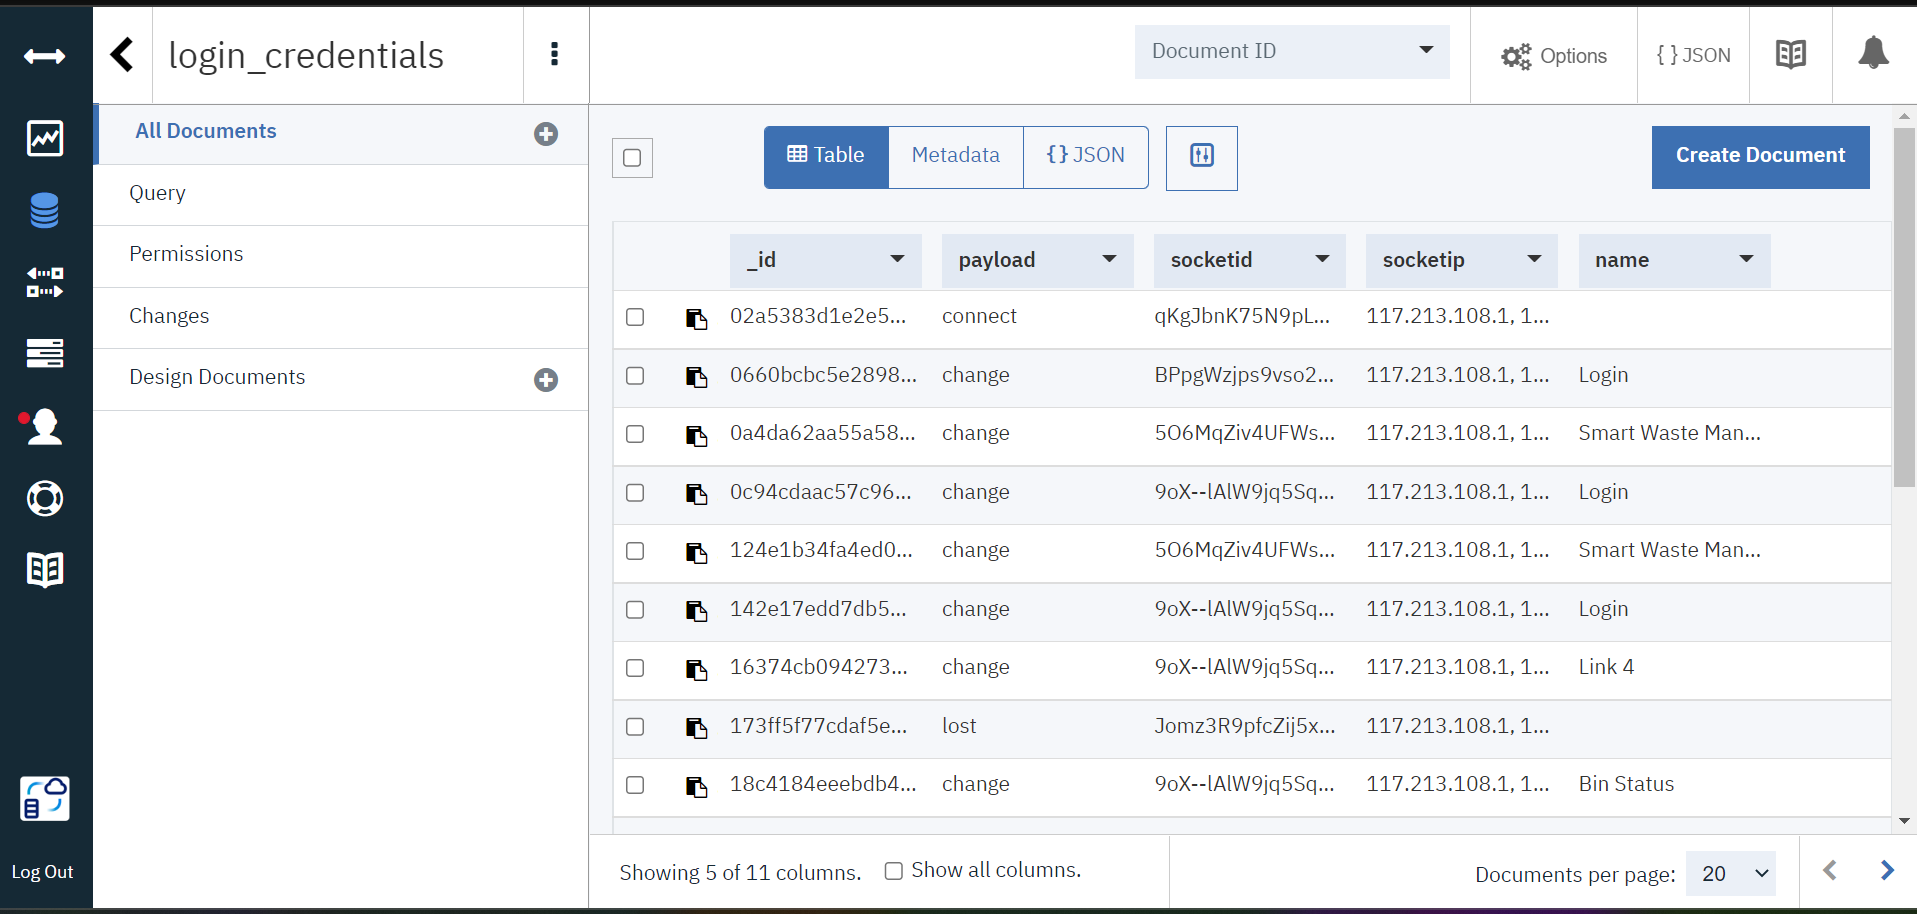 login_credentials
Document ID
Options
{ } JSON
All Documents
Query
Permissions
Changes
Design Documents
Log Out
Table
Metadata
{ } JSON
Create Document
_id payload socketid socketip name
02a5383d1e2e5... connect qKgJbnK75N9pL... 117.213.108.1, 1...
0660bcbc5e2898... change BPpgWzjps9vso2... 117.213.108.1, 1... Login
0a4da62aa55a58... change 5O6MqZiv4UFWs... 117.213.108.1, 1... Smart Waste Man...
0c94cdaac57c96... change 9oX--lAlW9jq5Sq... 117.213.108.1, 1... Login
124e1b34fa4ed0... change 5O6MqZiv4UFWs... 117.213.108.1, 1... Smart Waste Man...
142e17edd7db5... change 9oX--lAlW9jq5Sq... 117.213.108.1, 1... Login
16374cb094273... change 9oX--lAlW9jq5Sq... 117.213.108.1, 1... Link 4
173ff5f77cdaf5e... lost Jomz3R9pfcZij5x... 117.213.108.1, 1...
18c4184eeebdb4... change 9oX--lAlW9jq5Sq... 117.213.108.1, 1... Bin Status
Showing 5 of 11 columns. Show all columns. Documents per page: 20